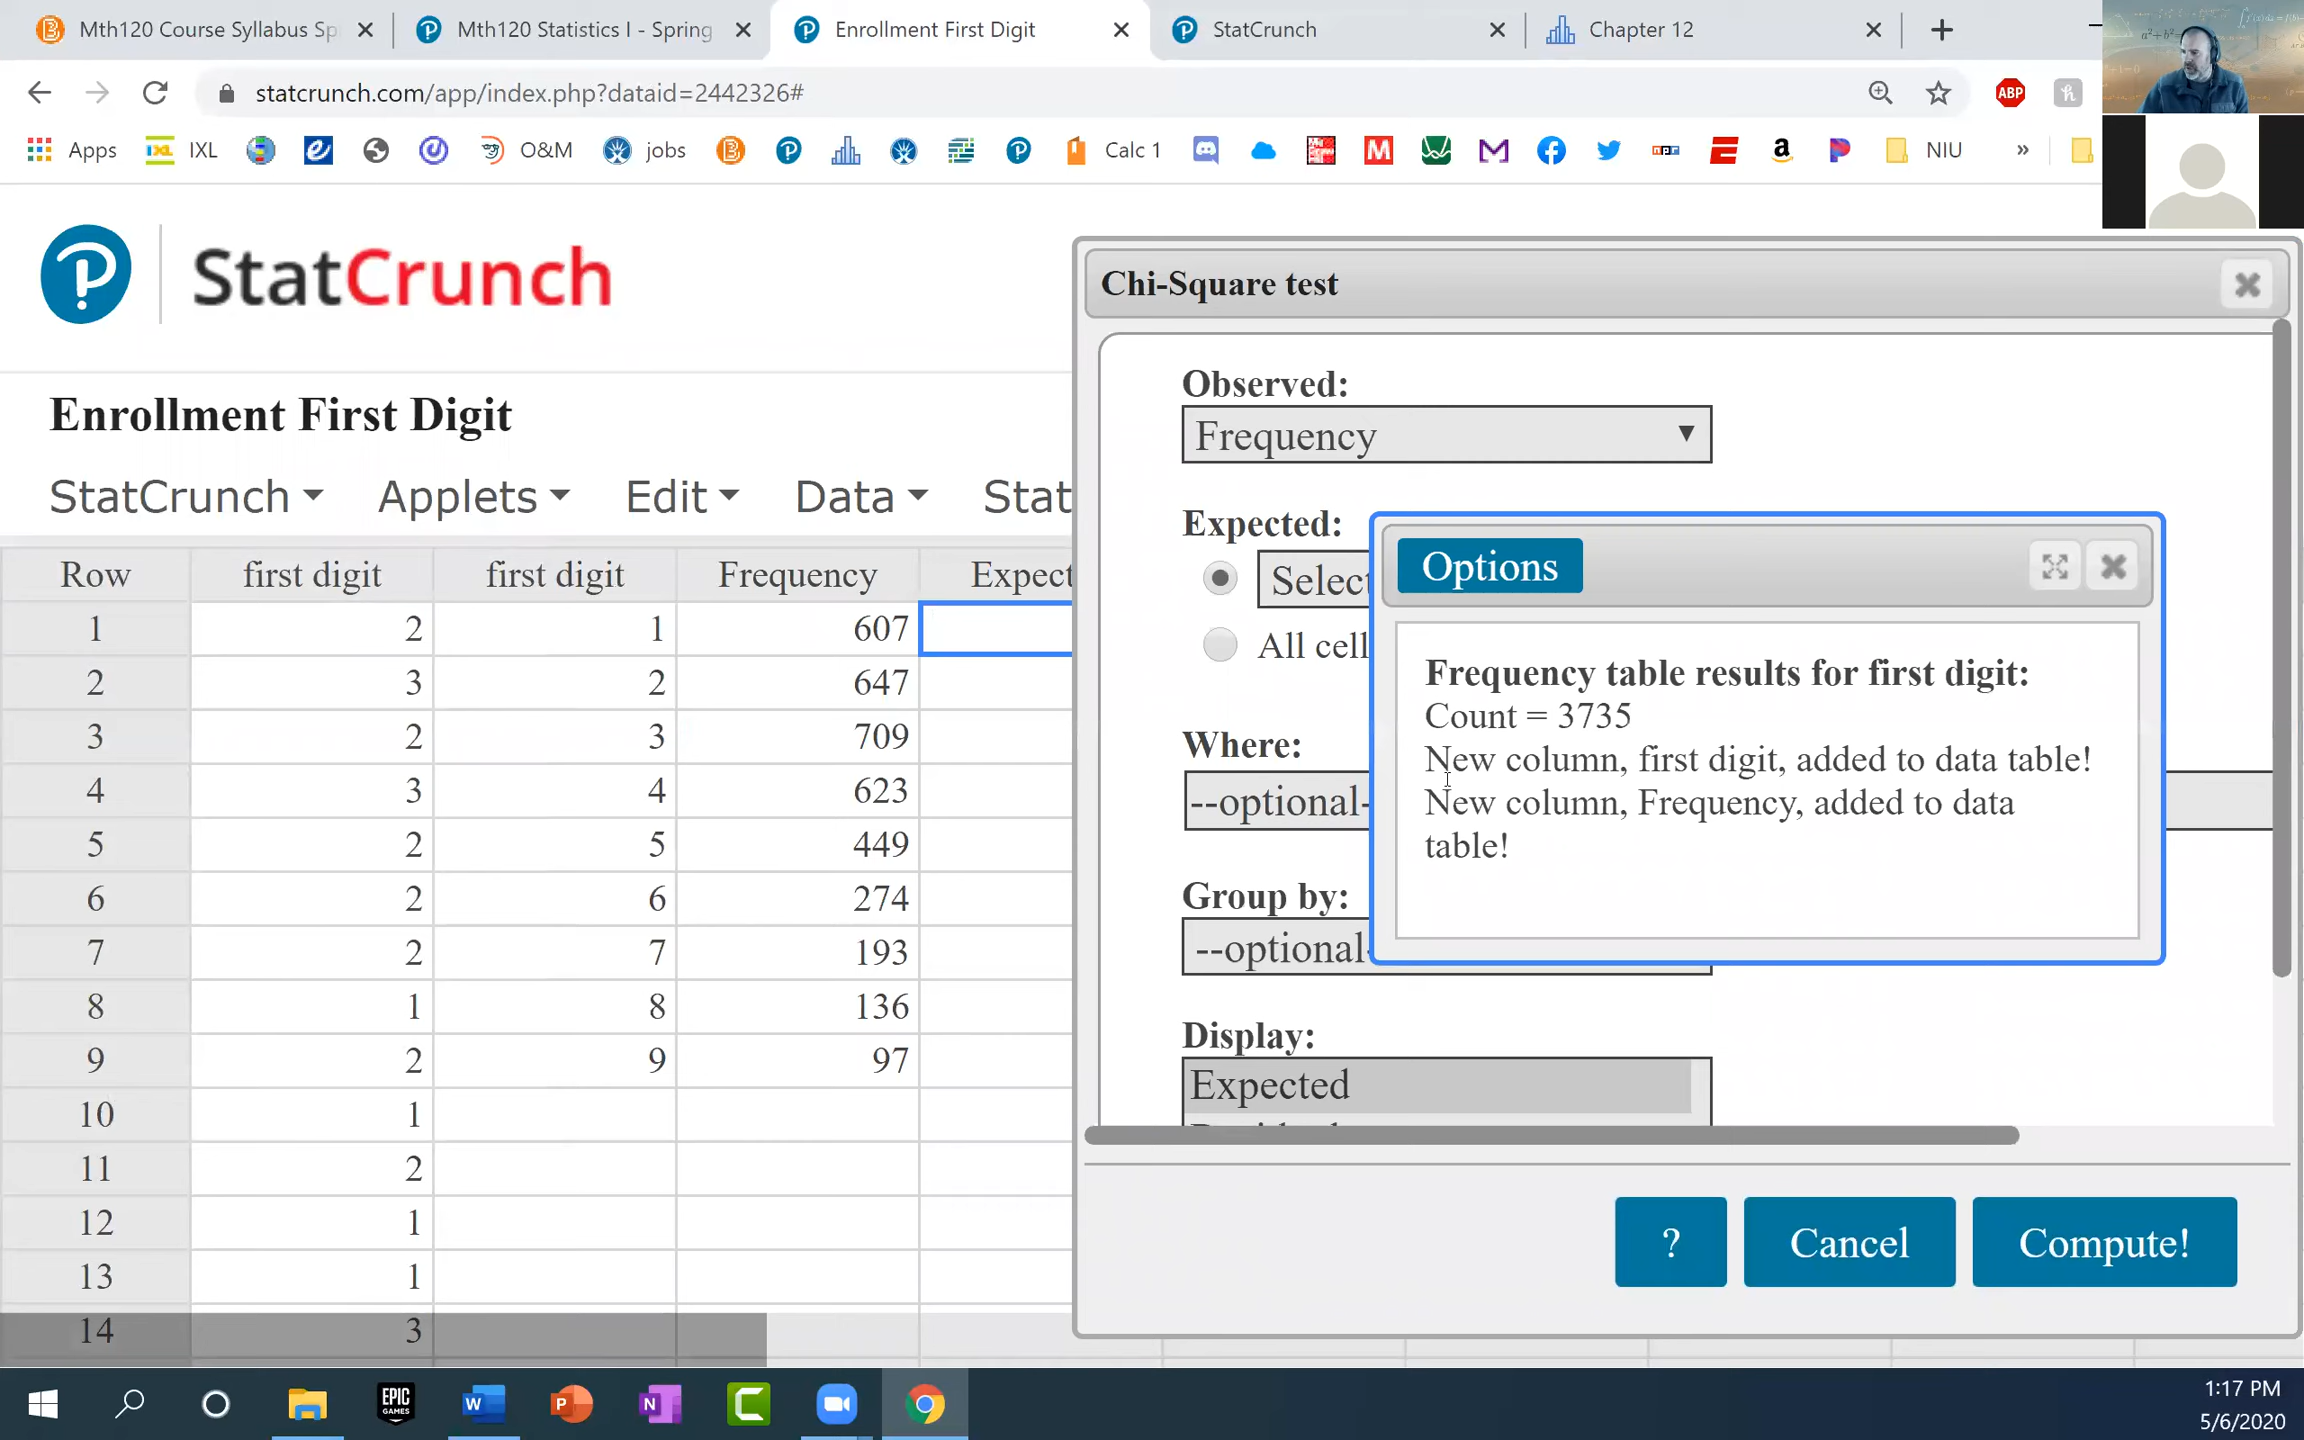 Mth120 Course Syllabus Sp
Mth120 Statistics I - Spring
Enrollment First Digit
StatCrunch
Chapter 12
statcrunch.com/app/index.php?dataid=2442326#
ABP
Apps
IXL
IXL
O&M
jobs
Calc 1
npr
NIU
»
StatCrunch
Enrollment First Digit
StatCrunch
Applets
Edit
Data
Stat
Row first digit first digit Frequency Expect
1 2 1 607
2 3 2 647
3 2 3 709
4 3 4 623
5 2 5 449
6 2 6 274
7 2 7 193
8 1 8 136
9 2 9 97
10 1
11 2
12 1
13 1
14 3
Chi-Square test
Observed:
Frequency
Expected:
Select
All cell
Where:
--optional-
Group by:
--optional-
Display:
Expected
Options
Frequency table results for first digit:
Count = 3735
New column, first digit, added to data table!
New column, Frequency, added to data
table!
?
Cancel
Compute!
EPIC
GAMES
1:17 PM
5/6/2020